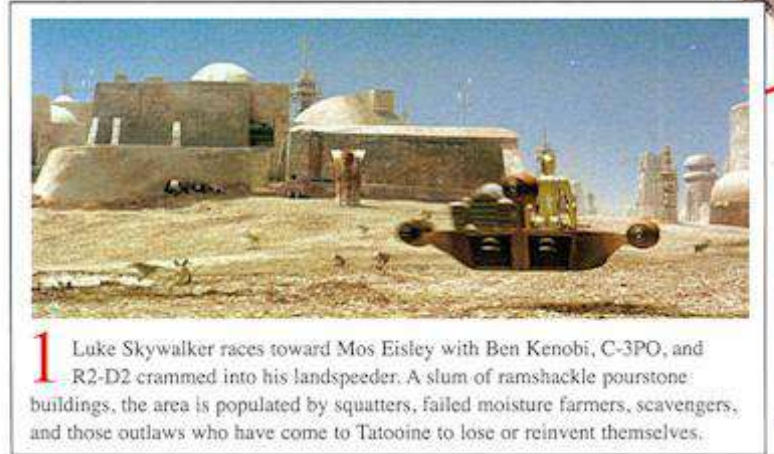 1 Luke Skywalker races toward Mos Eisley with Ben Kenobi, C-3PO, and
R2-D2 crammed into his landspeeder. A slum of ramshackle pourstone
buildings, the area is populated by squatters, failed moisture farmers, scavengers,
and those outlaws who have come to Tatooine to lose or reinvent themselves.